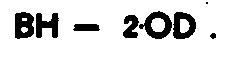 BH — 2·OD .